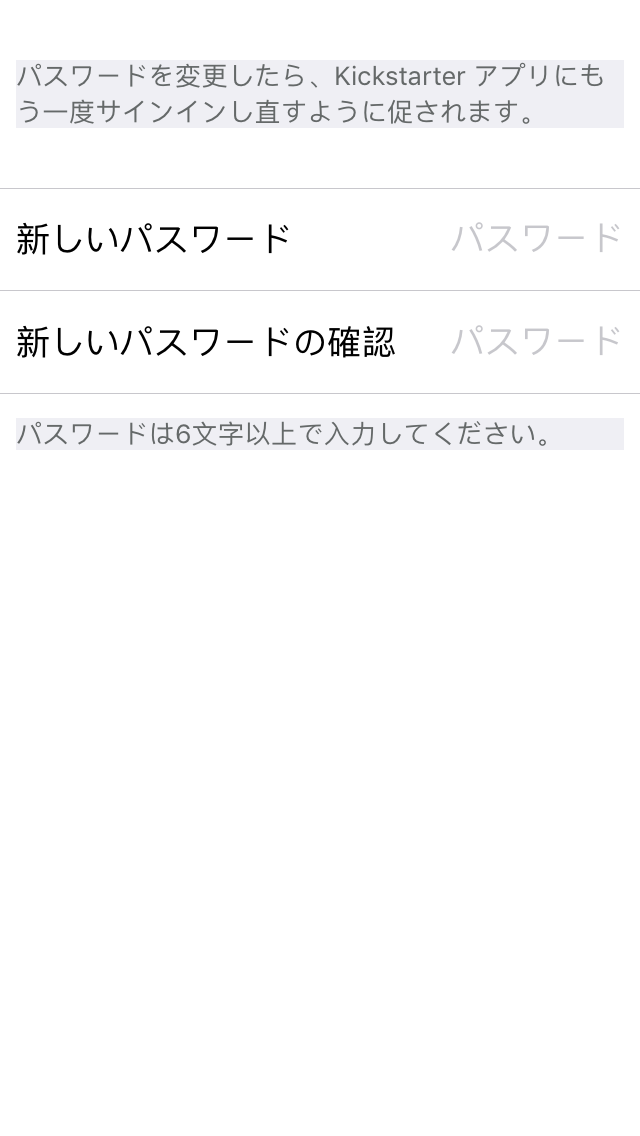 パスワードを変更したら、Kickstarter アプリにも
う一度サインインし直すように促されます。
新しいパスワード パスワード
新しいパスワードの確認 パスワード
パスワードは6文字以上で入力してください。